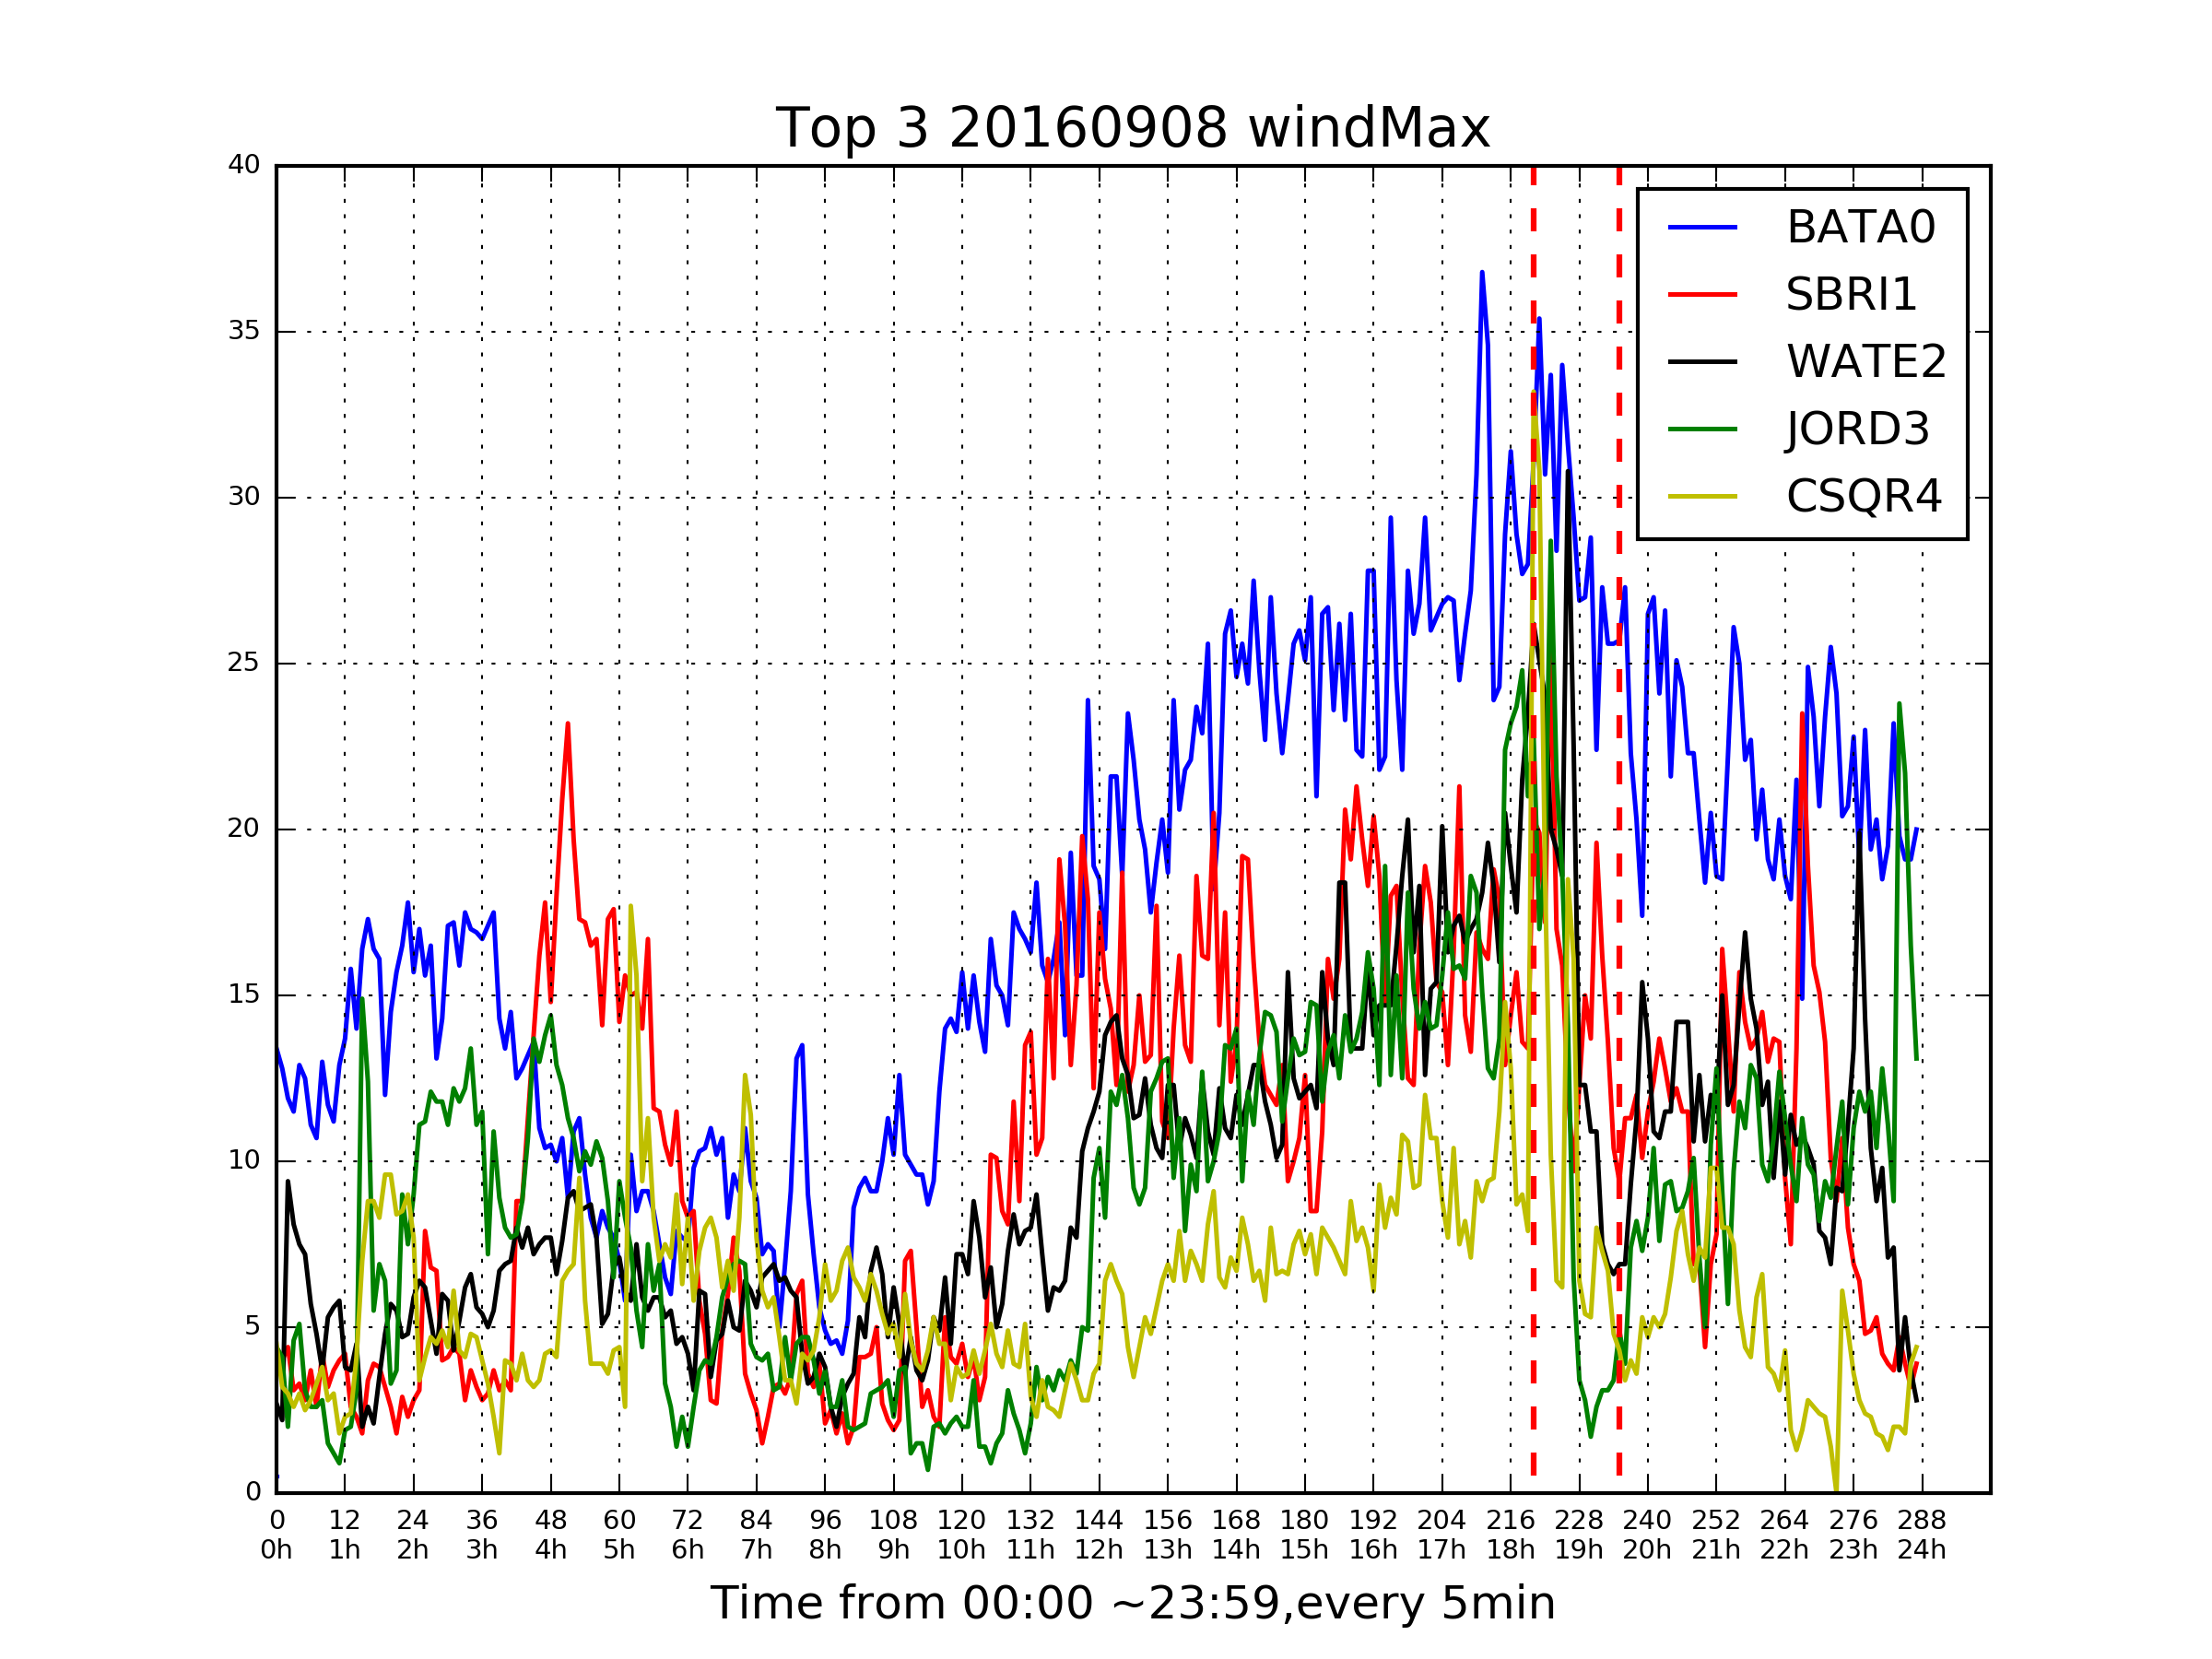 Top 3 20160908 windMax
40
35
30
25
20
15
10
5
0
BATA0
SBRI1
WATE2
JORD3
CSQR4
0 12 24 36 48 60 72 84 96 108 120 132 144 156 168 180 192 204 216 228 240 252 264 276 288
0h 1h 2h 3h 4h 5h 6h 7h 8h 9h 10h 11h 12h 13h 14h 15h 16h 17h 18h 19h 20h 21h 22h 23h 24h
Time from 00:00 ~23:59,every 5min